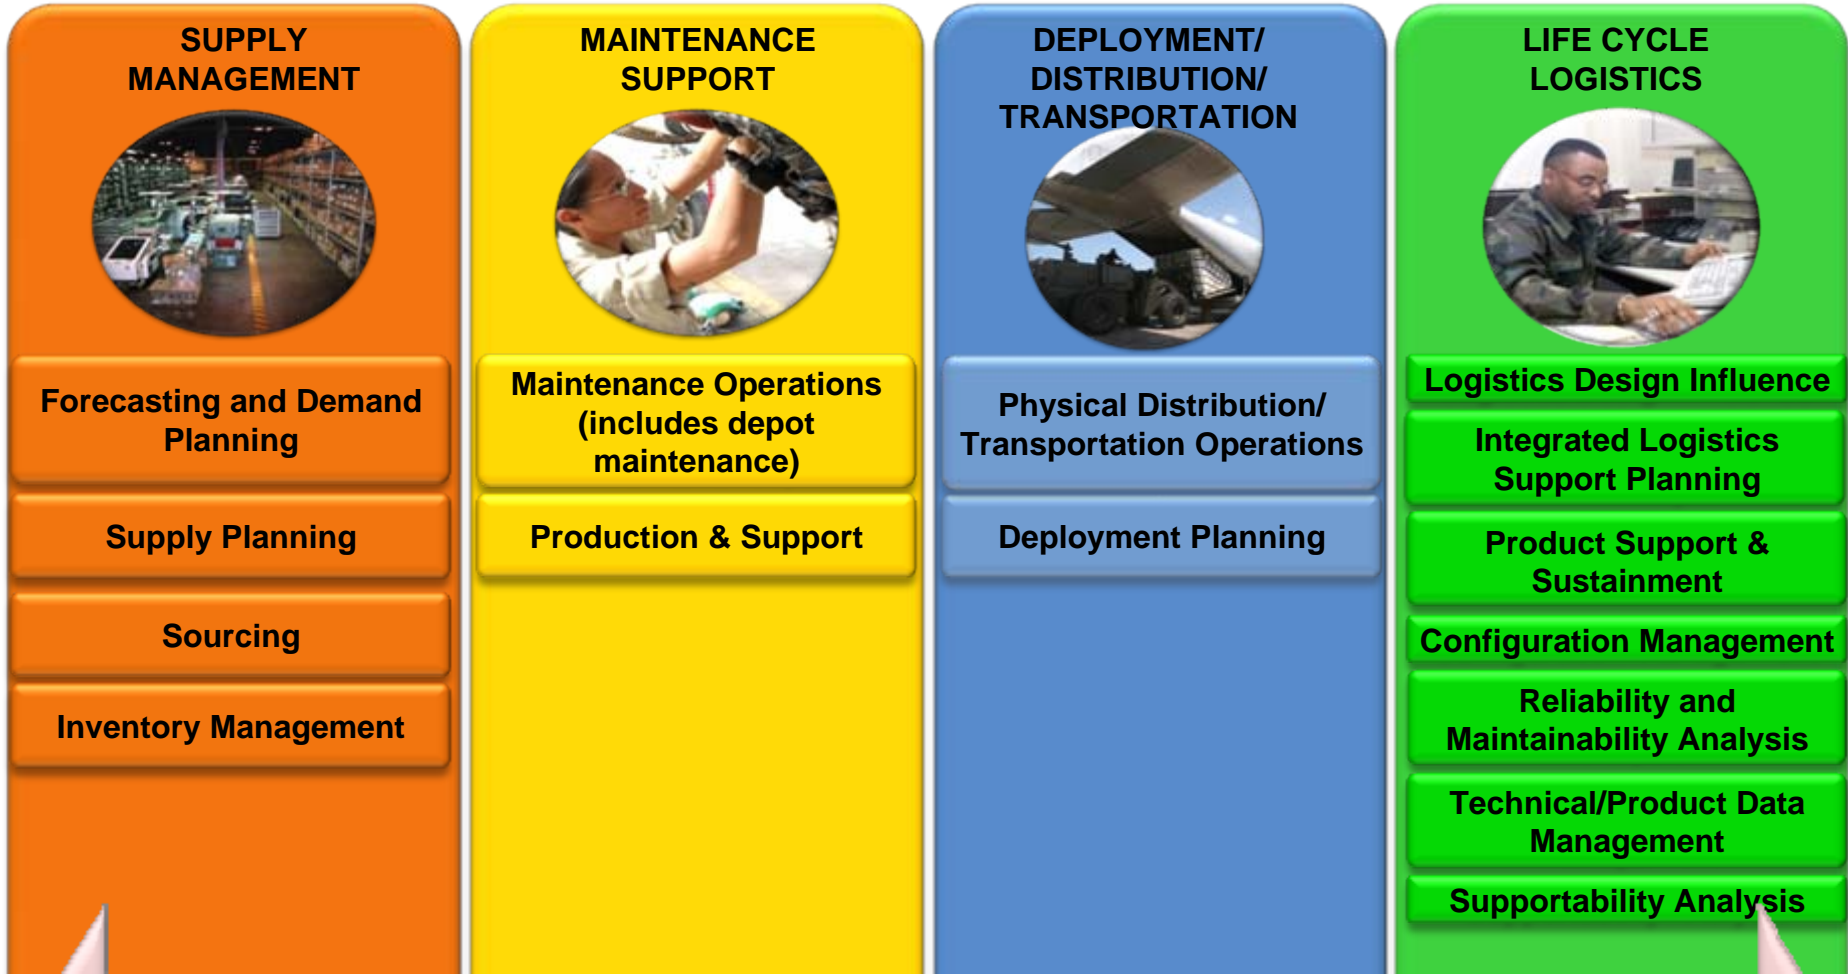 SUPPLY
MANAGEMENT
Forecasting and Demand
Planning
Supply Planning
Sourcing
Inventory Management
MAINTENANCE
SUPPORT
Maintenance Operations
(includes depot
maintenance)
Production & Support
DEPLOYMENT/
DISTRIBUTION/
TRANSPORTATION
Physical Distribution/
Transportation Operations
Deployment Planning
LIFE CYCLE
LOGISTICS
Logistics Design Influence
Integrated Logistics
Support Planning
Product Support &
Sustainment
Configuration Management
Reliability and
Maintainability Analysis
Technical/Product Data
Management
Supportability Analysis